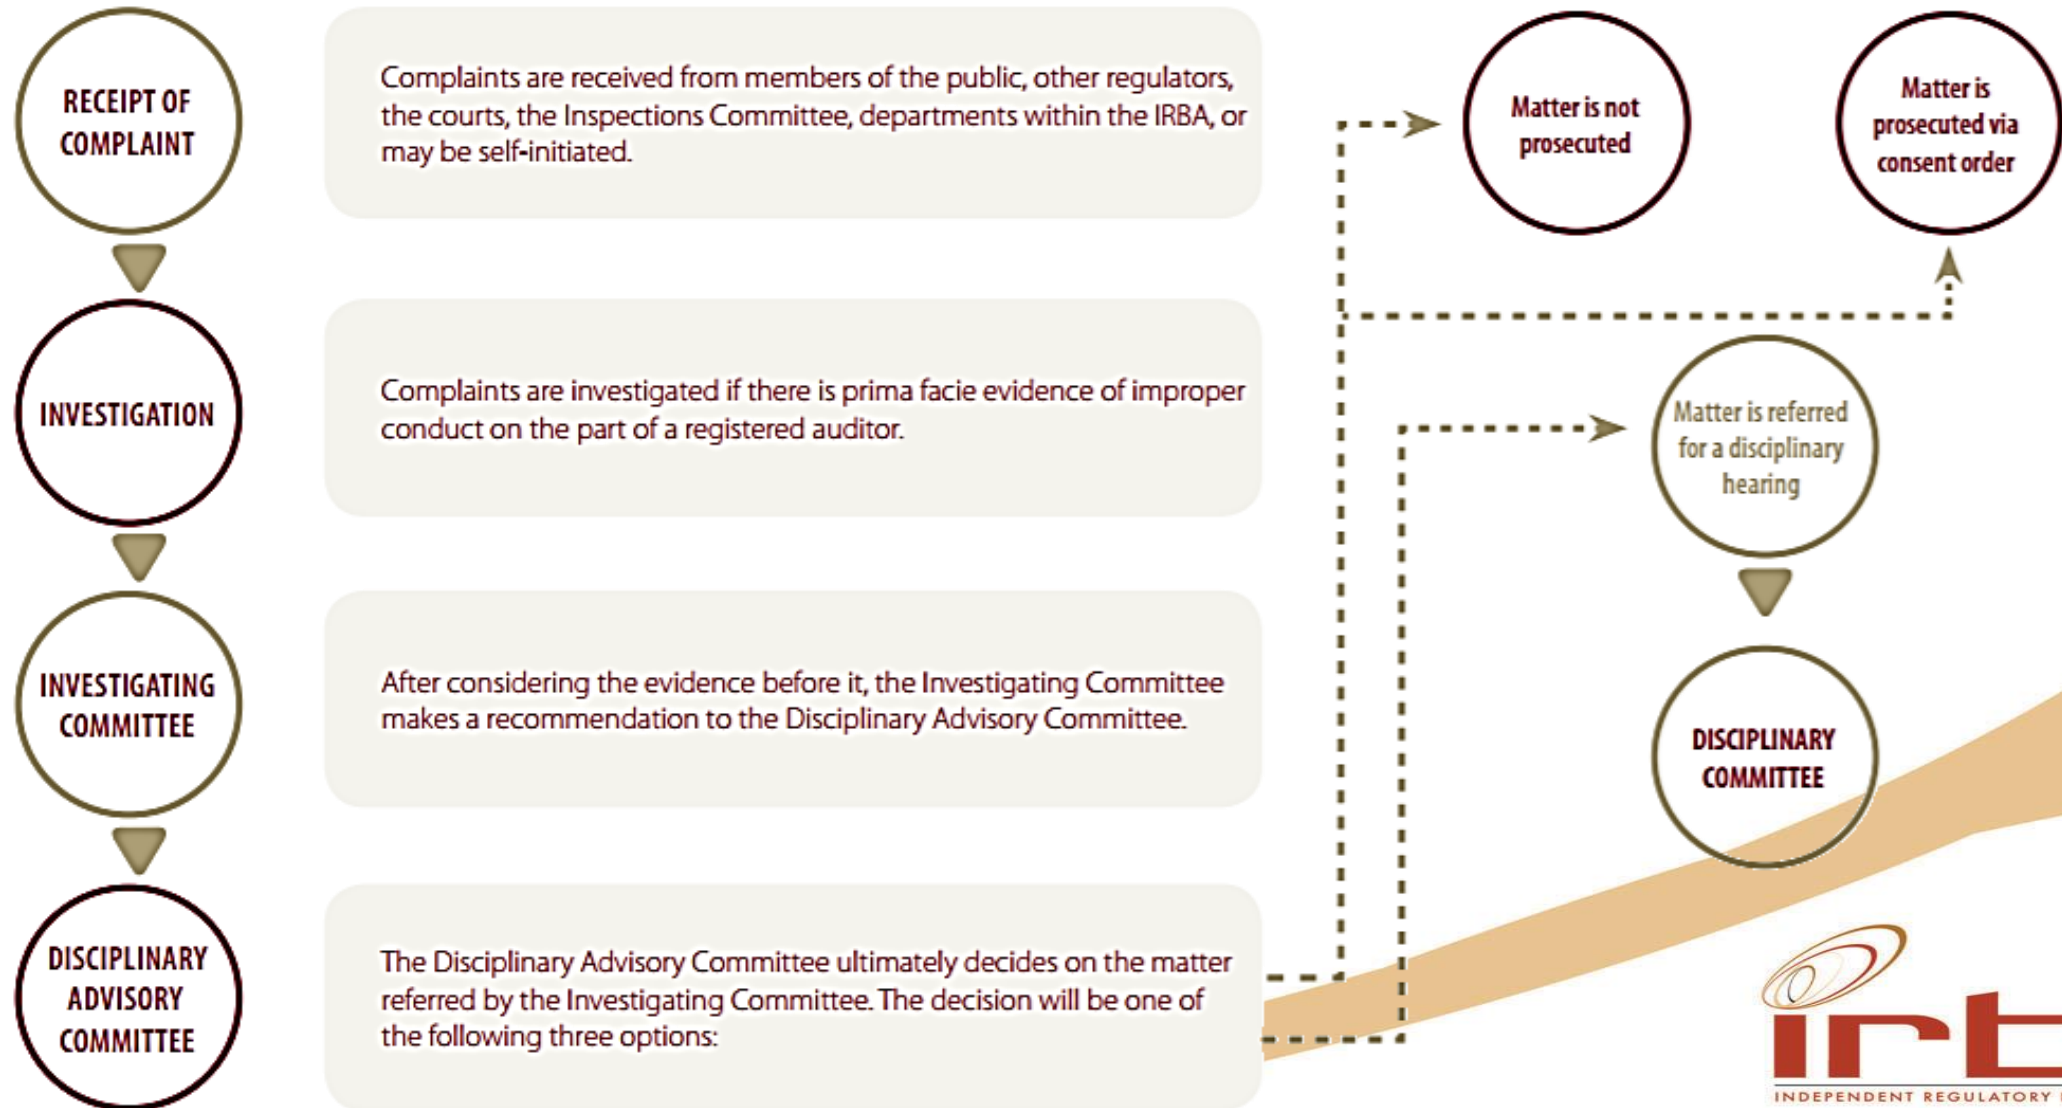 RECEIPT OF
COMPLAINT
Complaints are received from members of the public, other regulators,
the courts, the Inspections Committee, departments within the IRBA, or
may be self-initiated.
INVESTIGATION
Complaints are investigated if there is prima facie evidence of improper
conduct on the part of a registered auditor.
INVESTIGATING
COMMITTEE
After considering the evidence before it, the Investigating Committee
makes a recommendation to the Disciplinary Advisory Committee.
DISCIPLINARY
ADVISORY
COMMITTEE
The Disciplinary Advisory Committee ultimately decides on the matter
referred by the Investigating Committee. The decision will be one of
the following three options:
Matter is not
prosecuted
Matter is
prosecuted via
consent order
Matter is referred
for a disciplinary
hearing
DISCIPLINARY
COMMITTEE
INDEPENDENT REGULATORY